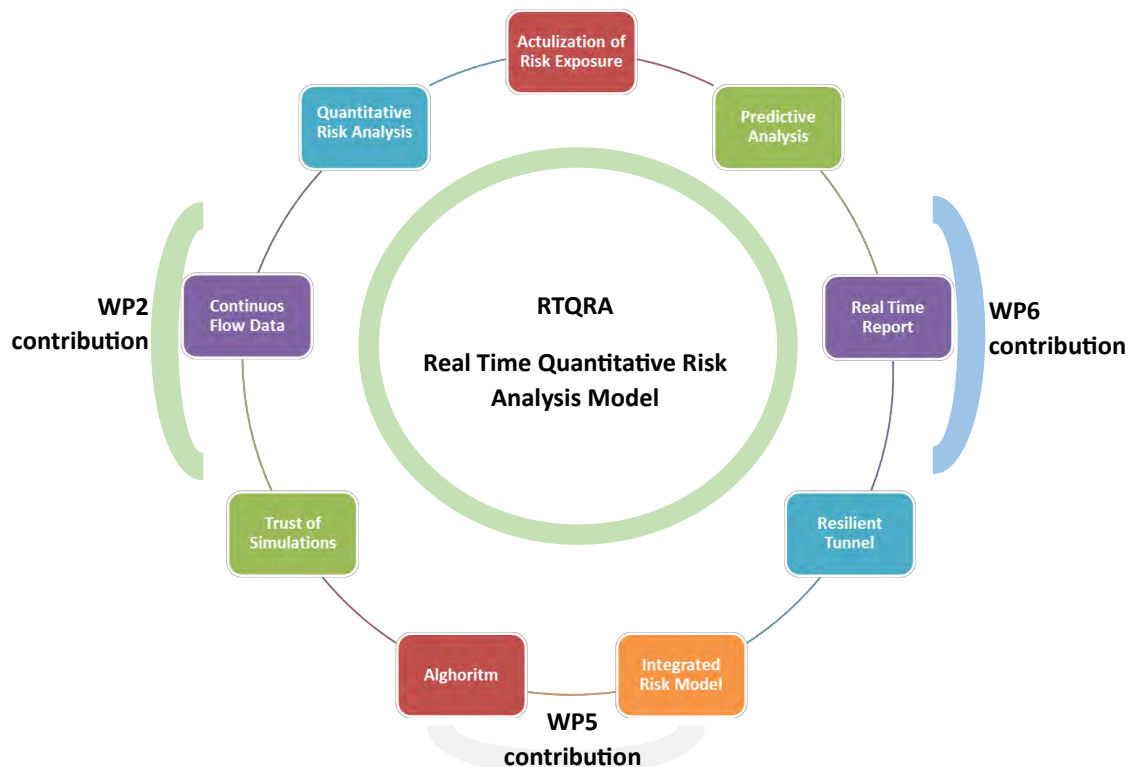 Actulization of
Risk Exposure
Quantitative
Risk Analysis
Predictive
Analysis
WP2
contribution
Continuos
Flow Data
RTQRA
Real Time Quantitative Risk
Analysis Model
Real Time
Report
WP6
contribution
Trust of
Simulations
Resilient
Tunnel
Alghoritm
Integrated
Risk Model
WP5
contribution